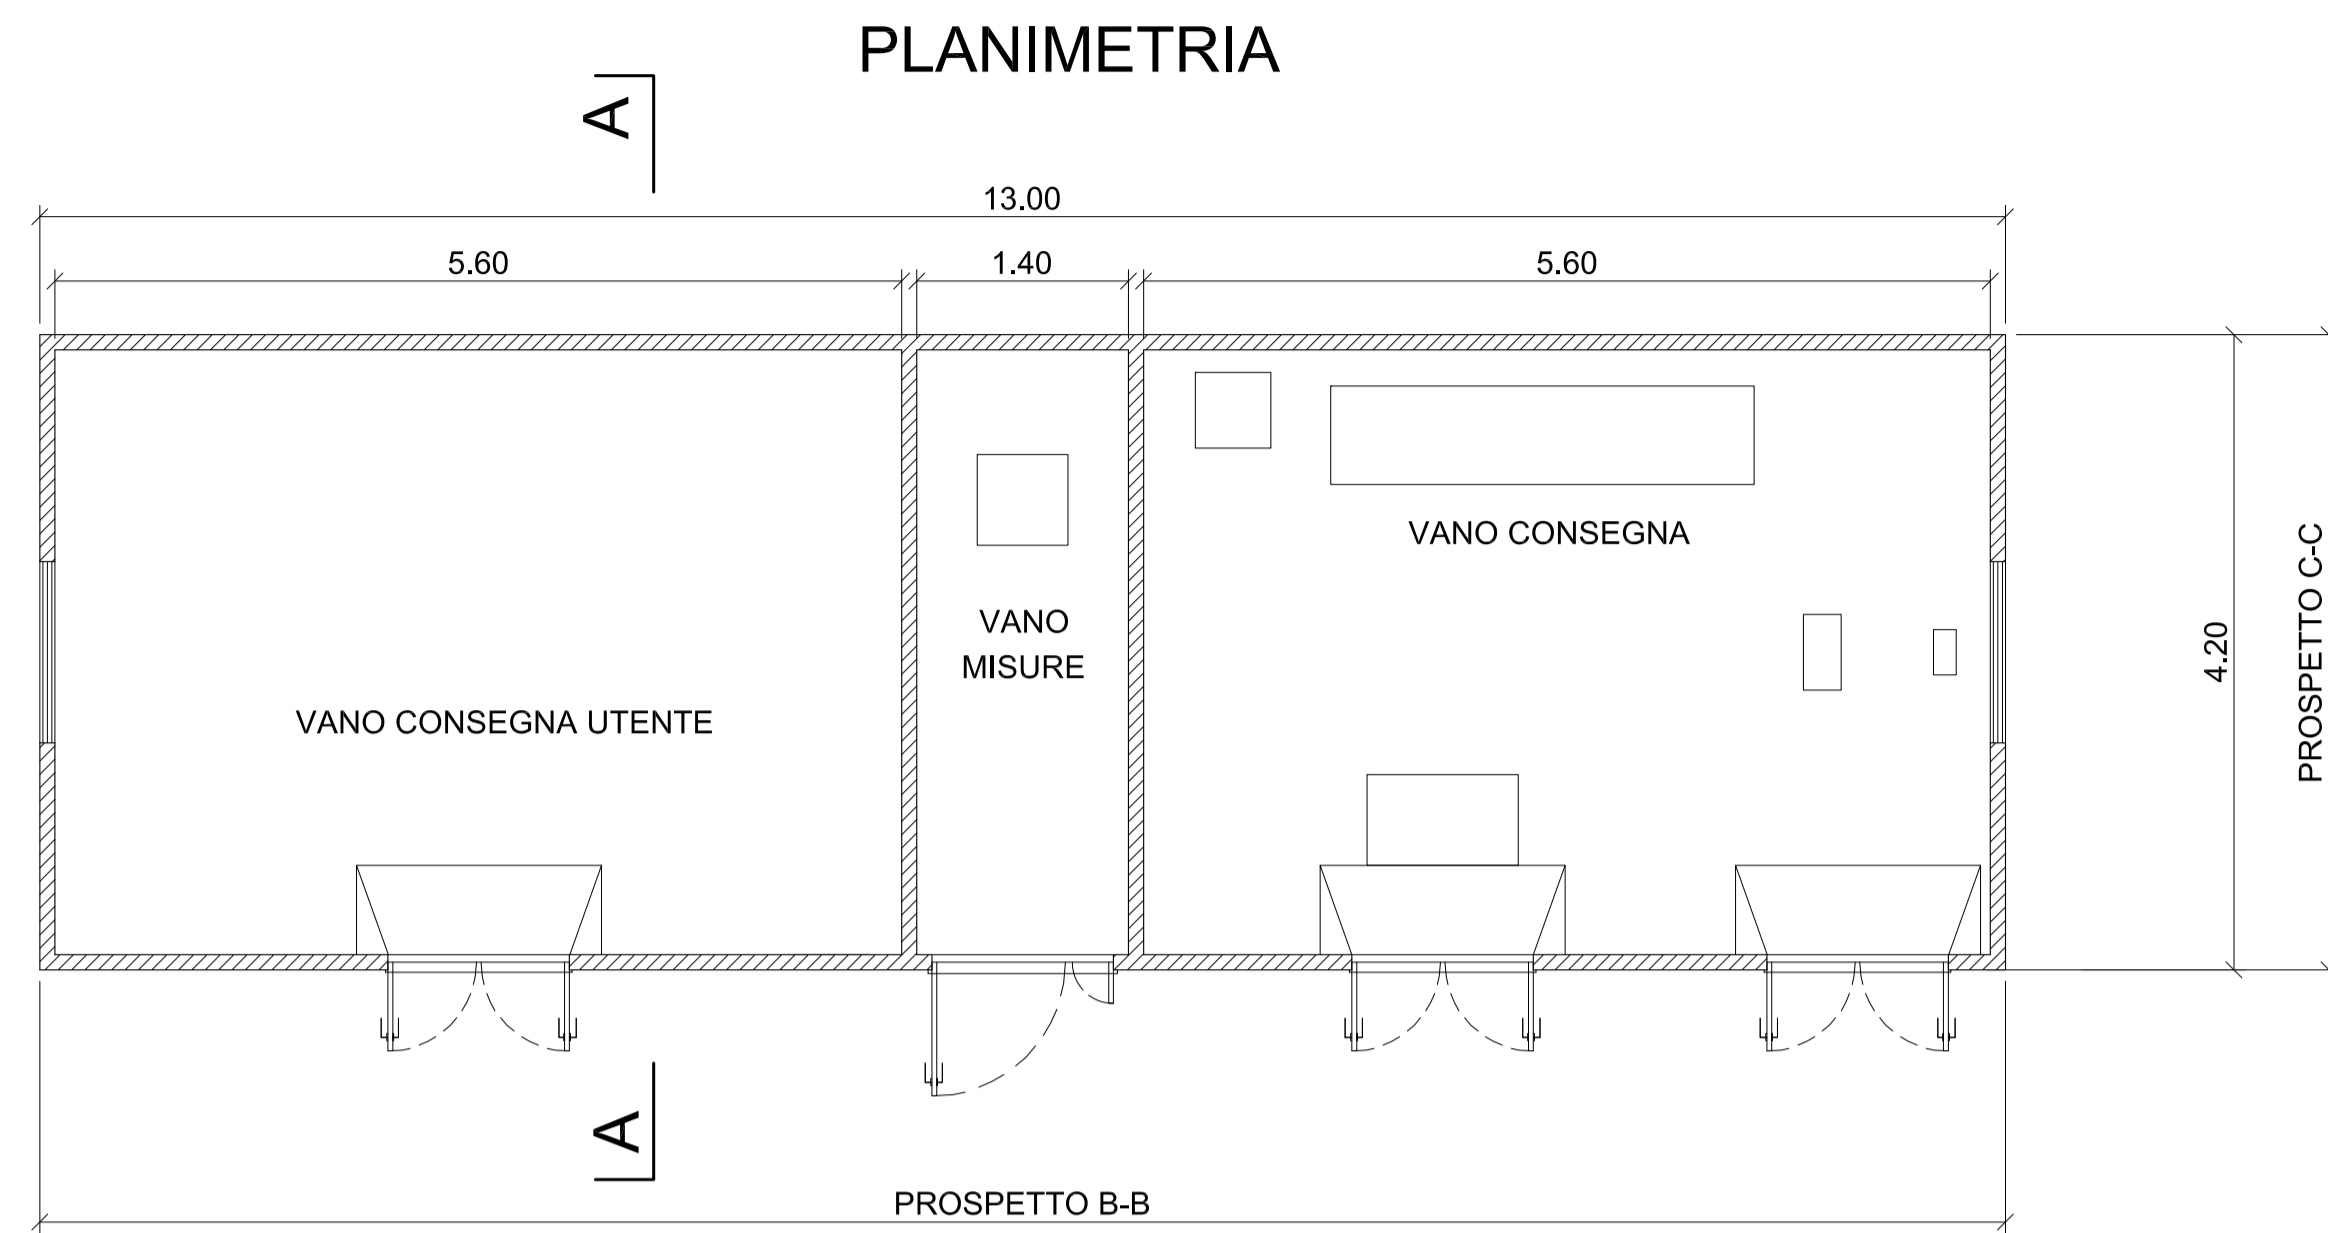 PLANIMETRIA
A
13.00
5.60
1.40
5.60
VANO CONSEGNA
VANO
MISURE
VANO CONSEGNA UTENTE
4.20
PROSPETTO C-C
A
PROSPETTO B-B